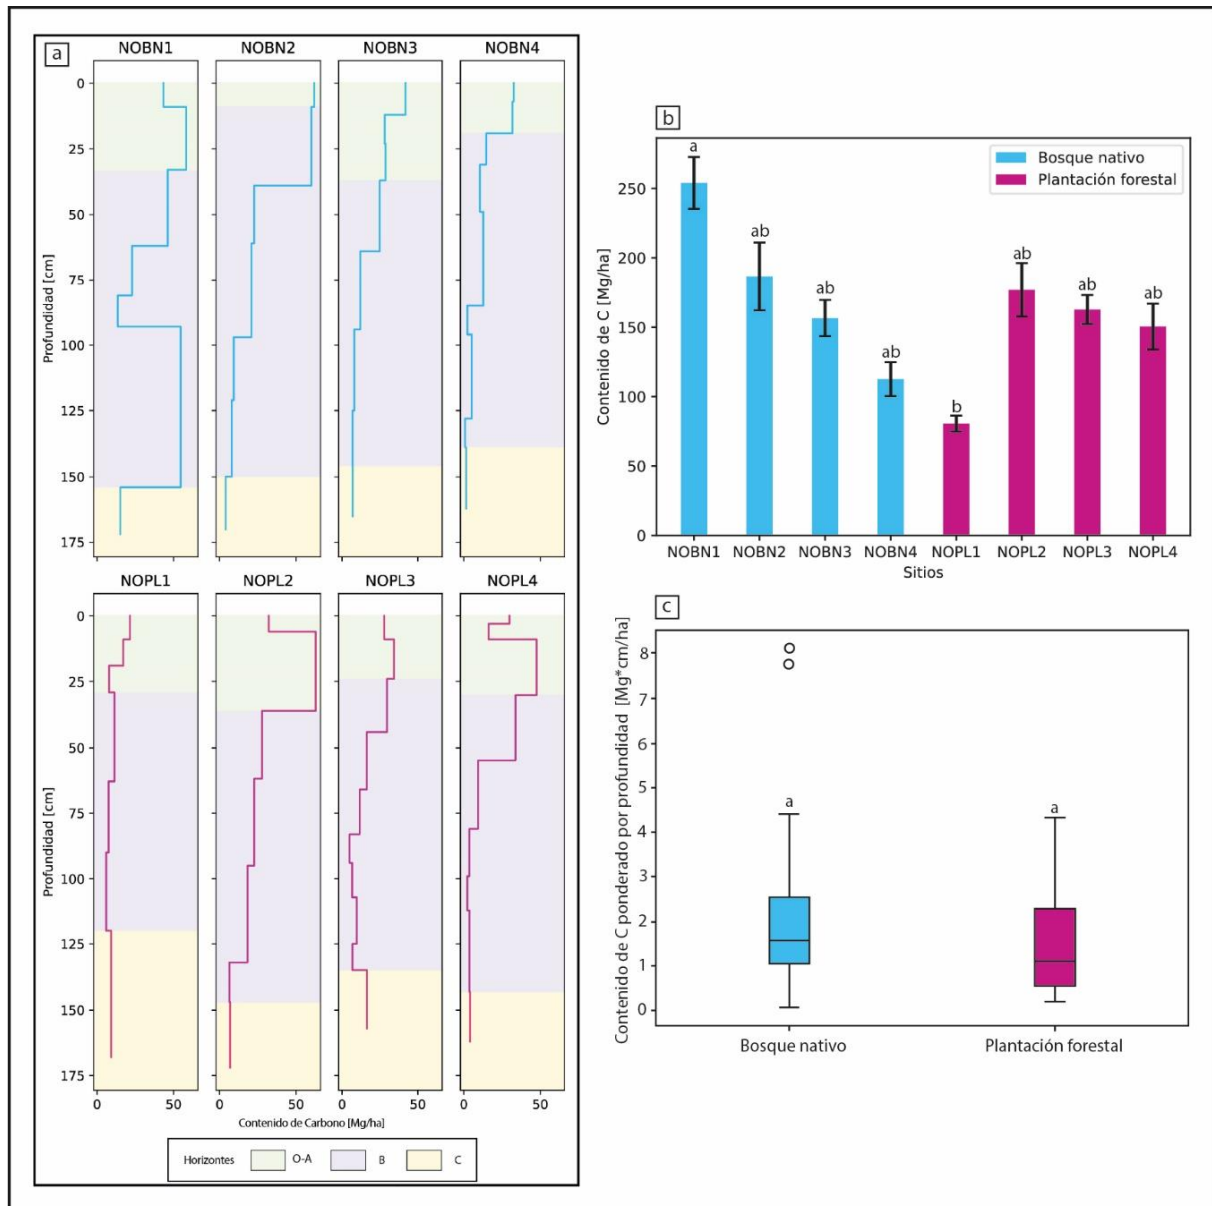 a
NOBN1 NOBN2 NOBN3 NOBN4
0
25
50
75
100
125
150
175
Profundidad [cm]
NOPL1 NOPL2 NOPL3 NOPL4
0
25
50
75
100
125
150
175
Profundidad [cm]
0 50 0 50 0 50 0 50
Contenido de Carbono [Mg/ha]
Horizontes O-A B C
b
Bosque nativo
Plantación forestal
Contenido de C [Mg/ha]
250
200
150
100
50
0
a ab ab ab b ab ab ab
NOBN1 NOBN2 NOBN3 NOBN4 NOPL1 NOPL2 NOPL3 NOPL4
Sitios
c
Contenido de C ponderado por profundidad [Mg*cm/ha]
8
7
6
5
4
3
2
1
0
a a
Bosque nativo Plantación forestal